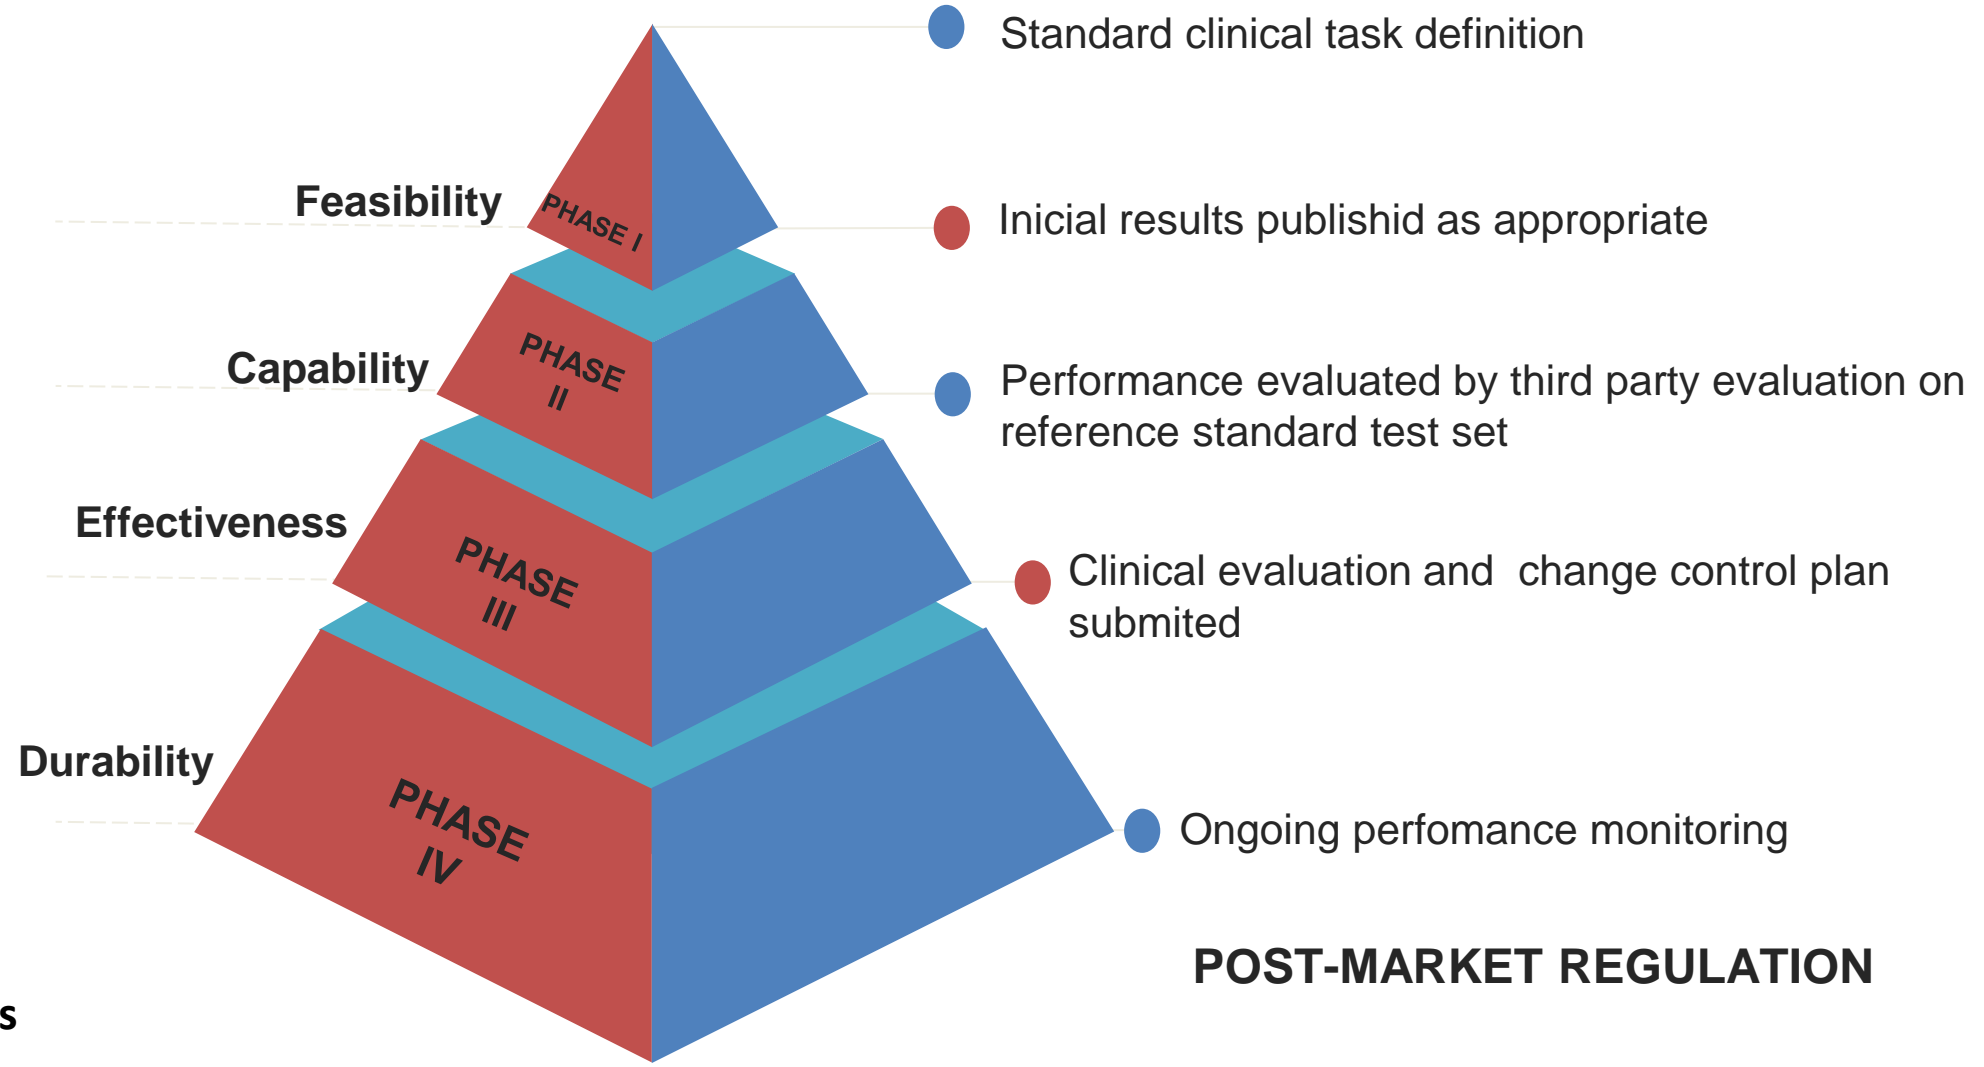 Standard clinical task definition
Feasibility
PHASE I
Inicial results publishid as appropriate
Capability
PHASE
II
Performance evaluated by third party evaluation on
reference standard test set
Effectiveness
PHASE
III
Clinical evaluation and  change control plan
submited
Durability
PHASE
IV
Ongoing perfomance monitoring
POST-MARKET REGULATION
s